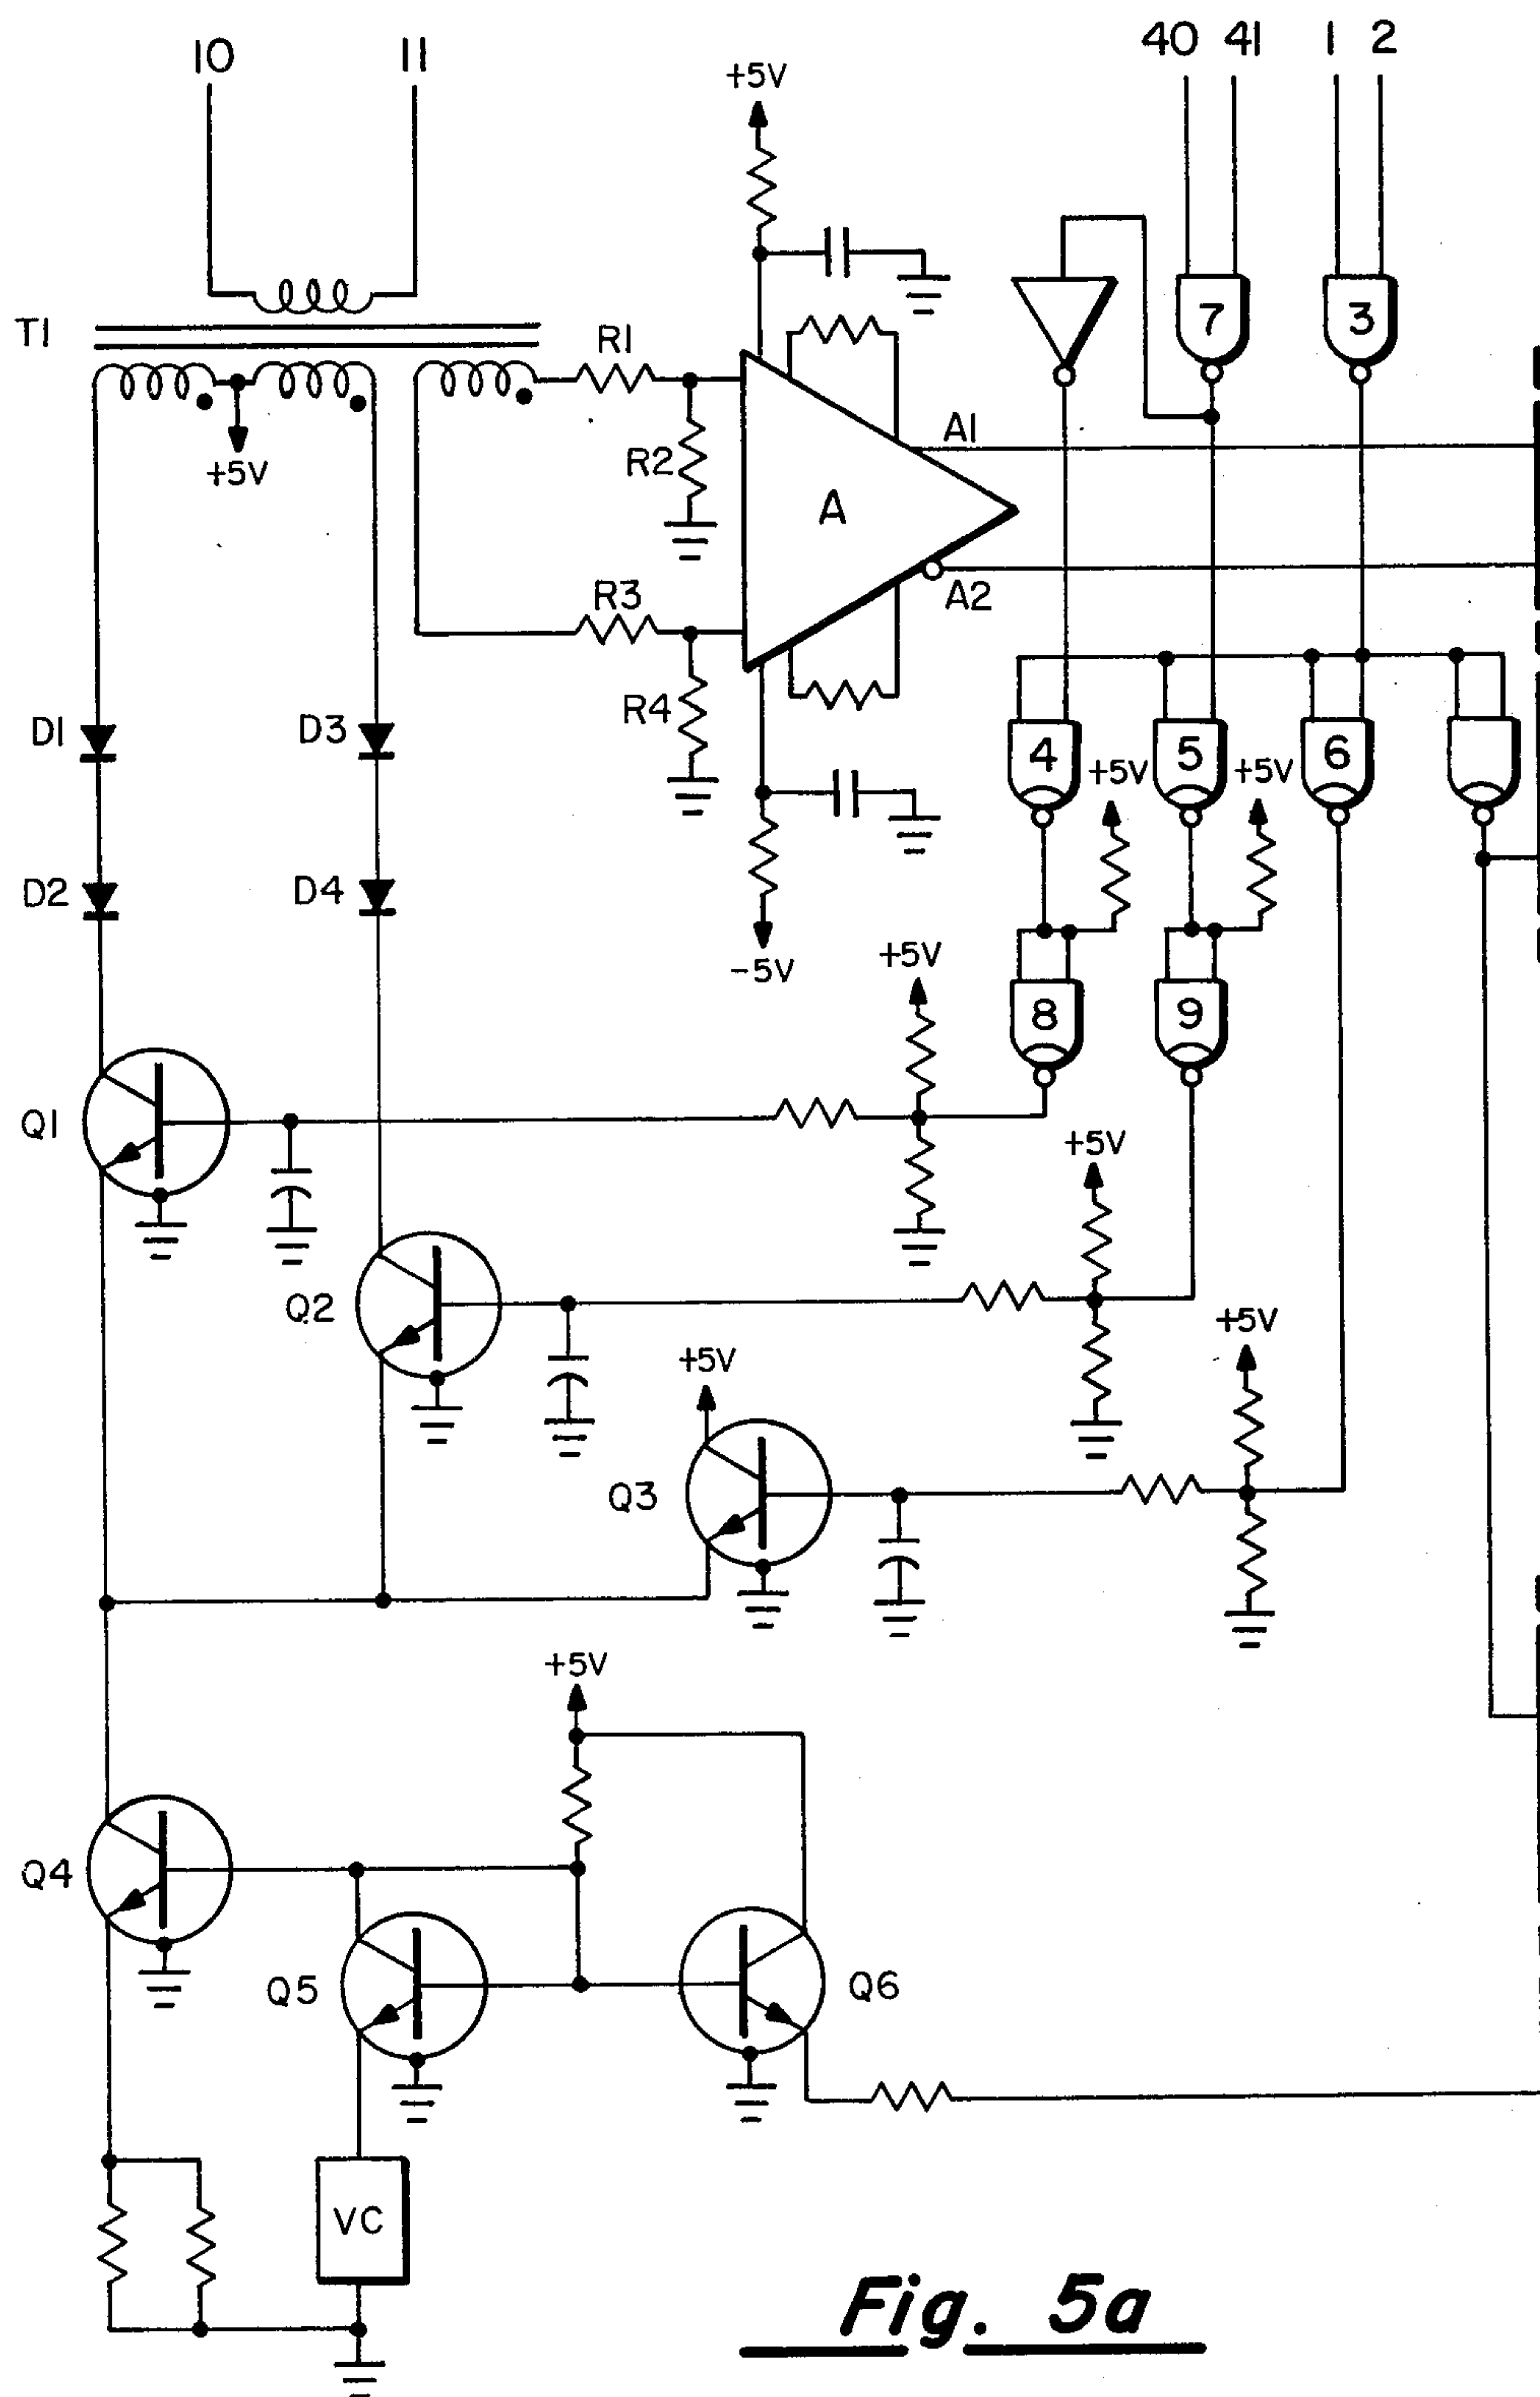 10 11 40 41 1 2
+5V
T1 R1 7 3
+5V R2 A1
A
R3 A2
D1 D3 R4 4 +5V 5 +5V 6
D2 D4
-5V +5V
8 9
Q1
+5V
Q2
+5V +5V
Q3
+5V
Q4
Q5 Q6
VC
Fig. 5a